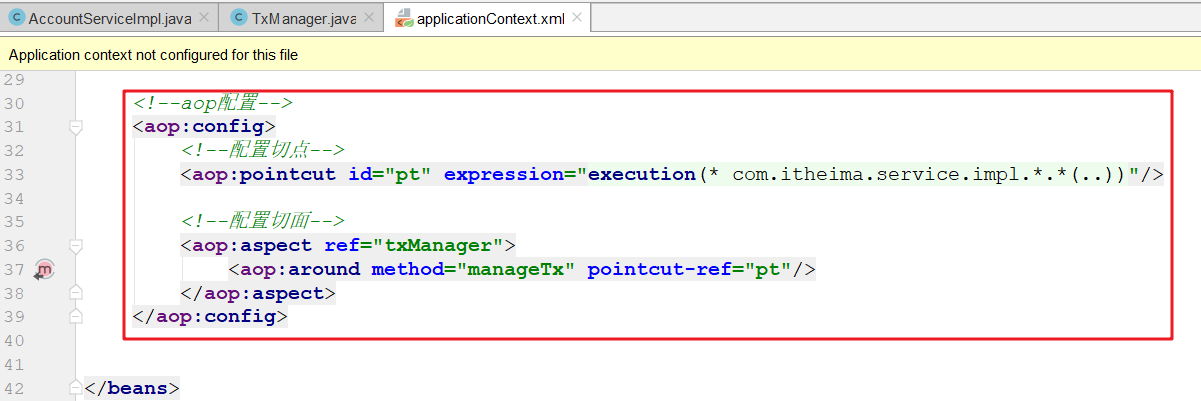 AccountServiceImpl.java TxManager.java applicationContext.xml
Application context not configured for this file
29
30 <!--aop配置-->
31 <aop:config>
32 <!--配置切点-->
33 <aop:pointcut id="pt" expression="execution(* com.itheima.service.impl.*.*(..))"/>
34
35 <!--配置切面-->
36 <aop:aspect ref="txManager">
37 <aop:around method="manageTx" pointcut-ref="pt"/>
38 </aop:aspect>
39 </aop:config>
40
41
42 </beans>